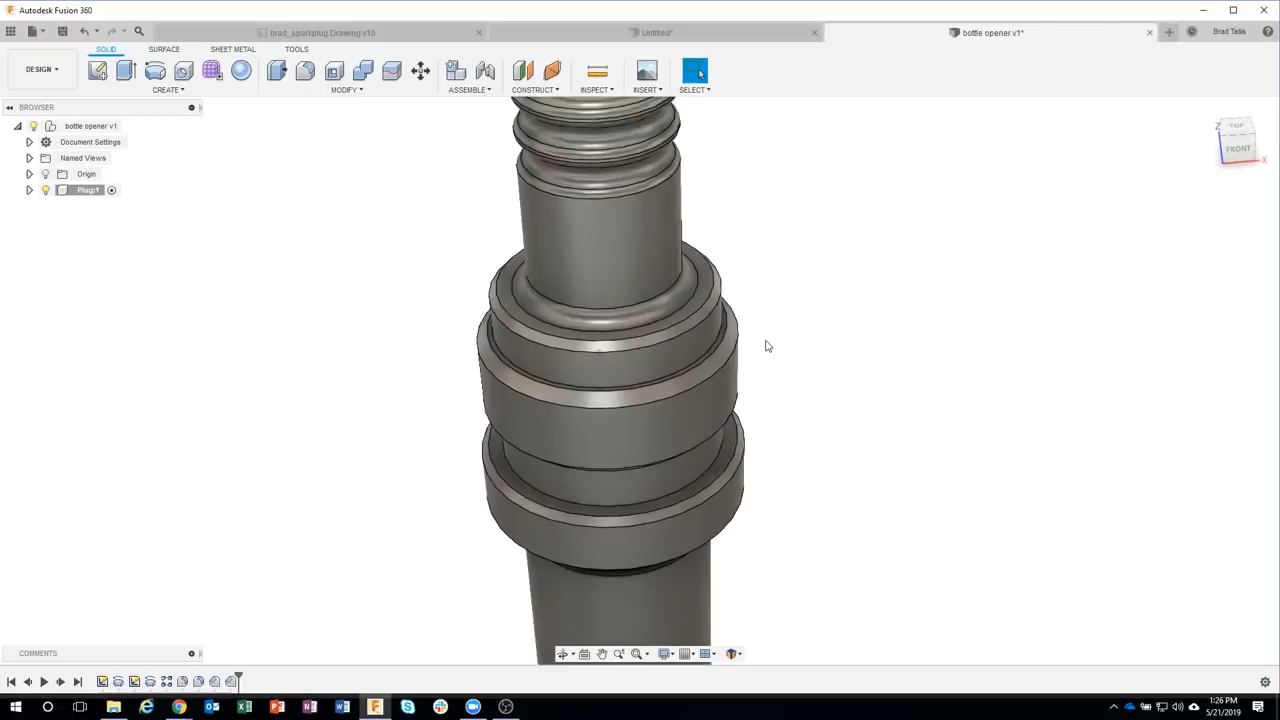 Autodesk Fusion 360
brad_sparkplug Drawing v10
Untitled*
bottle opener v1*
Brad Tallis
DESIGN
SOLID
SURFACE
SHEET METAL
TOOLS
CREATE
MODIFY
ASSEMBLE
CONSTRUCT
INSPECT
INSERT
SELECT
BROWSER
bottle opener v1
Document Settings
Named Views
Origin
Plug:1
TOP
FRONT
Z
X
COMMENTS
1:26 PM
5/21/2019